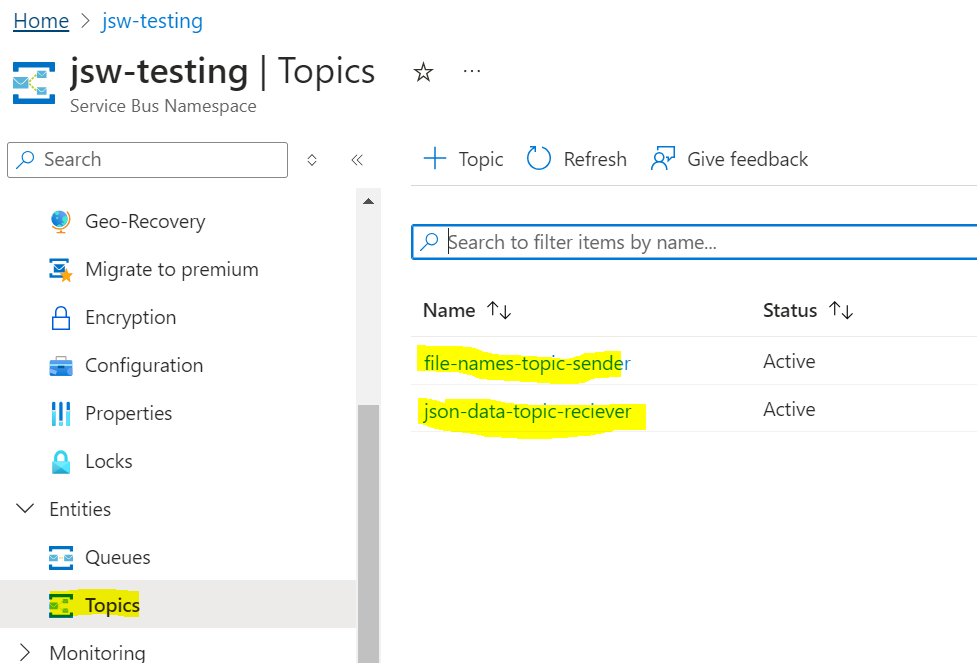 Home > jsw-testing
jsw-testing | Topics
Service Bus Namespace
Search
Topic Refresh Give feedback
Geo-Recovery
Migrate to premium
Encryption
Configuration
Properties
Locks
Entities
Queues
Topics
Monitoring
Search to filter items by name...
Name Status
file-names-topic-sender Active
json-data-topic-reciever Active